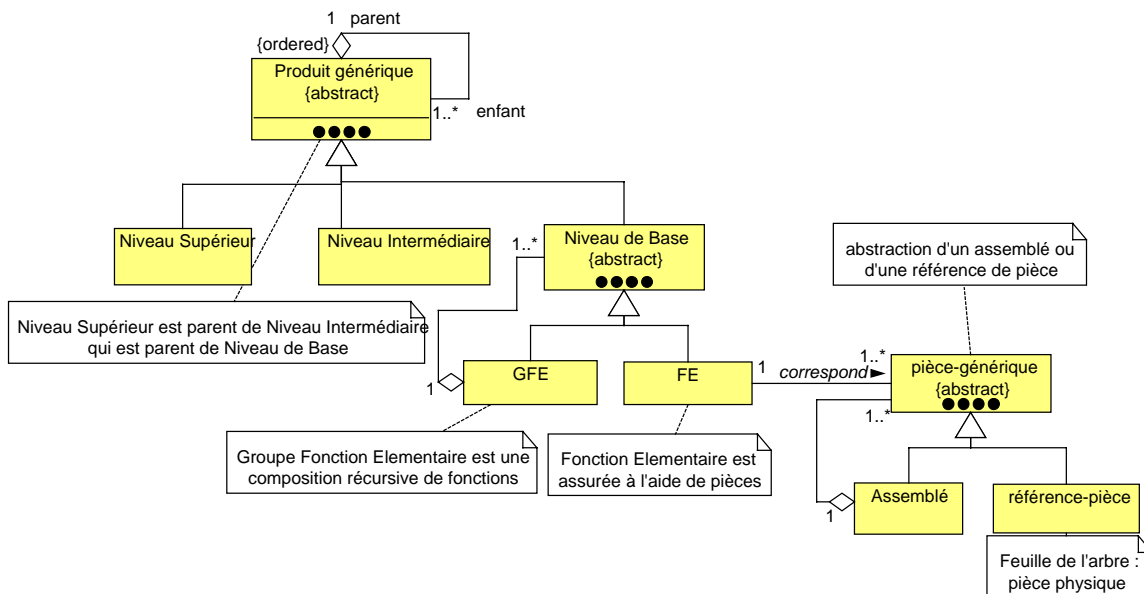 1 parent
{ordered}
Produit générique
{abstract}
1..* enfant
Niveau Supérieur
Niveau Intermédiaire
1..*
Niveau de Base
{abstract}
abstraction d'un assemblé ou
d'une référence de pièce
Niveau Supérieur est parent de Niveau Intermédiaire
qui est parent de Niveau de Base
1
GFE
FE
1
correspond
1..*
pièce-générique
{abstract}
1..*
Groupe Fonction Elementaire est une
composition récursive de fonctions
Fonction Elementaire est
assurée à l'aide de pièces
1
Assemblé
référence-pièce
Feuille de l'arbre :
pièce physique